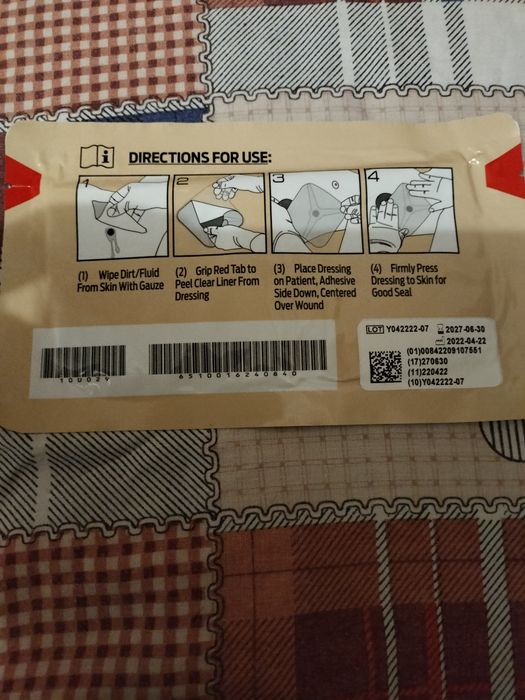 DIRECTIONS FOR USE:
1
2
3
4
(1) Wipe Dirt/Fluid
From Skin With Gauze
(2) Grip Red Tab to
Peel Clear Liner From
Dressing
(3) Place Dressing
on Patient, Adhesive
Side Down, Centered
Over Wound
(4) Firmly Press
Dressing to Skin for
Good Seal
100029
6510016240840
LOT Y042222-07 2027-06-30
2022-04-22
(01)00842209107551
(17)270630
(11)220422
(10)Y042222-07